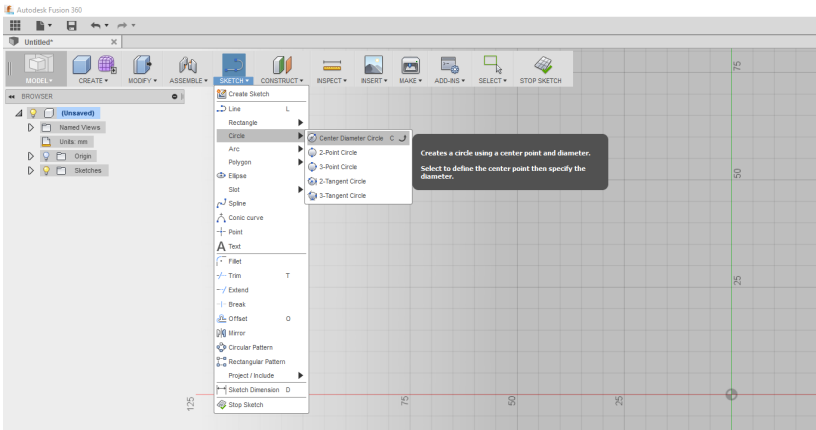 Autodesk Fusion 360
Untitled*
MODEL
CREATE
MODIFY
ASSEMBLE
SKETCH
CONSTRUCT
INSPECT
INSERT
MAKE
ADD-INS
SELECT
STOP SKETCH
BROWSER
(Unsaved)
Named Views
Units: mm
Origin
Sketches
Create Sketch
Line L
Rectangle
Circle
Arc
Polygon
Ellipse
Slot
Spline
Conic curve
Point
Text
Fillet
Trim T
Extend
Break
Offset O
Mirror
Circular Pattern
Rectangular Pattern
Project / Include
Sketch Dimension D
Stop Sketch
Center Diameter Circle C
2-Point Circle
3-Point Circle
2-Tangent Circle
3-Tangent Circle
Creates a circle using a center point and diameter.
Select to define the center point then specify the
diameter.
75
50
25
125
75
50
25